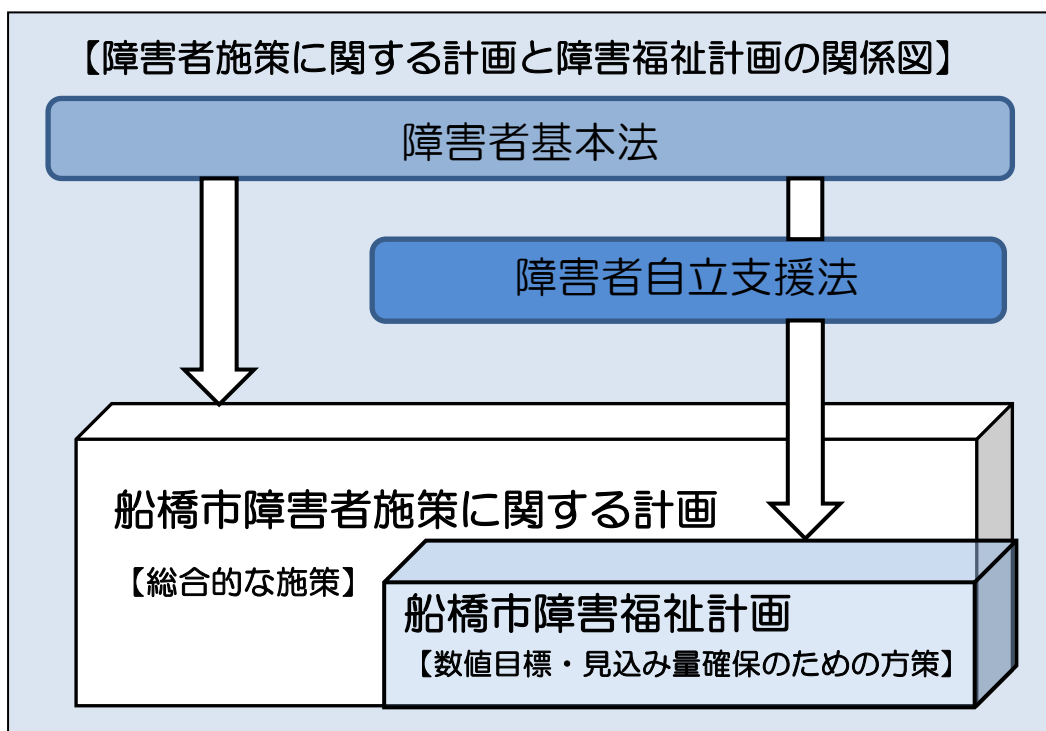 【障害者施策に関する計画と障害福祉計画の関係図】
障害者基本法
障害者自立支援法
船橋市障害者施策に関する計画
【総合的な施策】
船橋市障害福祉計画
【数値目標・見込み量確保のための方策】